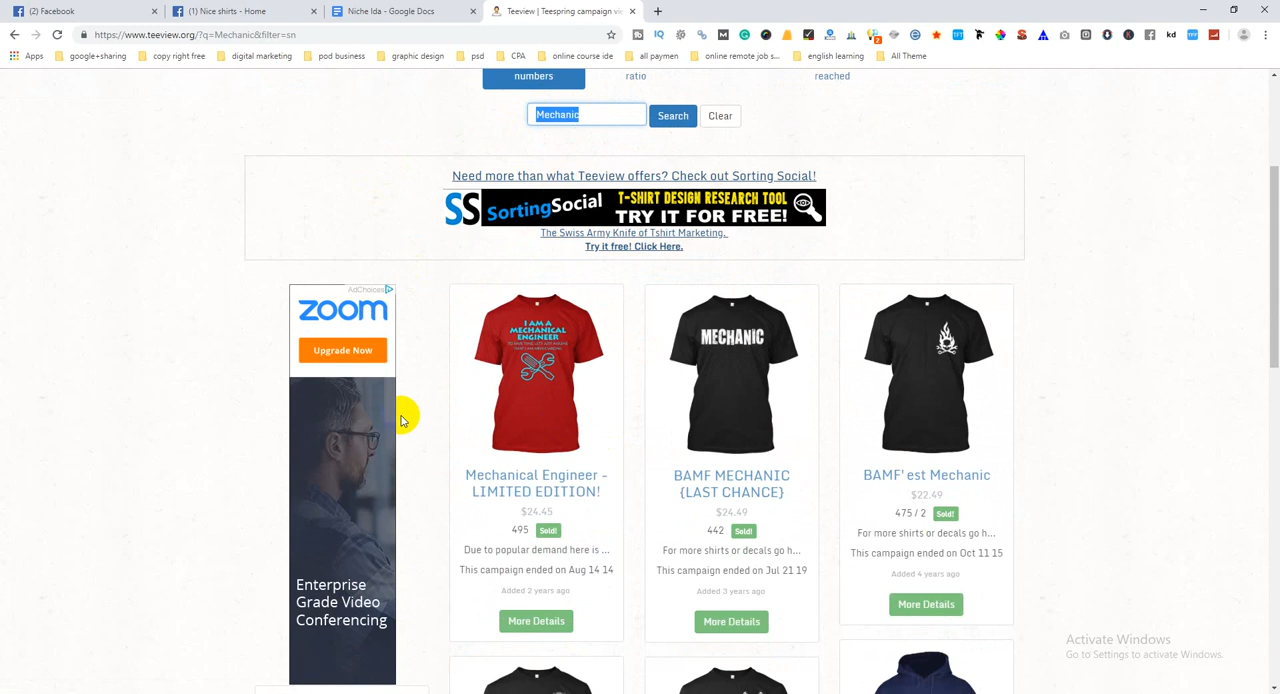 (2) Facebook
(1) Nice shirts - Home
Niche Ida - Google Docs
Teeview | Teespring campaign vi
https://www.teeview.org/?q=Mechanic&filter=sn
Apps google+sharing copy right free digital marketing pod business graphic design psd CPA online course ide all paymen online remote job s... english learning All Theme
numbers ratio reached
Mechanic Search Clear
Need more than what Teeview offers? Check out Sorting Social!
SS SortingSocial T-SHIRT DESIGN RESEARCH TOOL
TRY IT FOR FREE!
The Swiss Army Knife of Tshirt Marketing.
Try it free! Click Here.
AdChoices
zoom
Upgrade Now
Enterprise
Grade Video
Conferencing
I AM A
MECHANICAL
ENGINEER
Mechanical Engineer -
LIMITED EDITION!
$24.45
495 Sold!
Due to popular demand here is ...
This campaign ended on Aug 14 14
Added 2 years ago
More Details
MECHANIC
BAMF MECHANIC
{LAST CHANCE}
$24.49
442 Sold!
For more shirts or decals go h...
This campaign ended on Jul 21 19
Added 3 years ago
More Details
BAMF'est Mechanic
$22.49
475 / 2 Sold!
For more shirts or decals go h...
This campaign ended on Oct 11 15
Added 4 years ago
More Details
Activate Windows
Go to Settings to activate Windows.